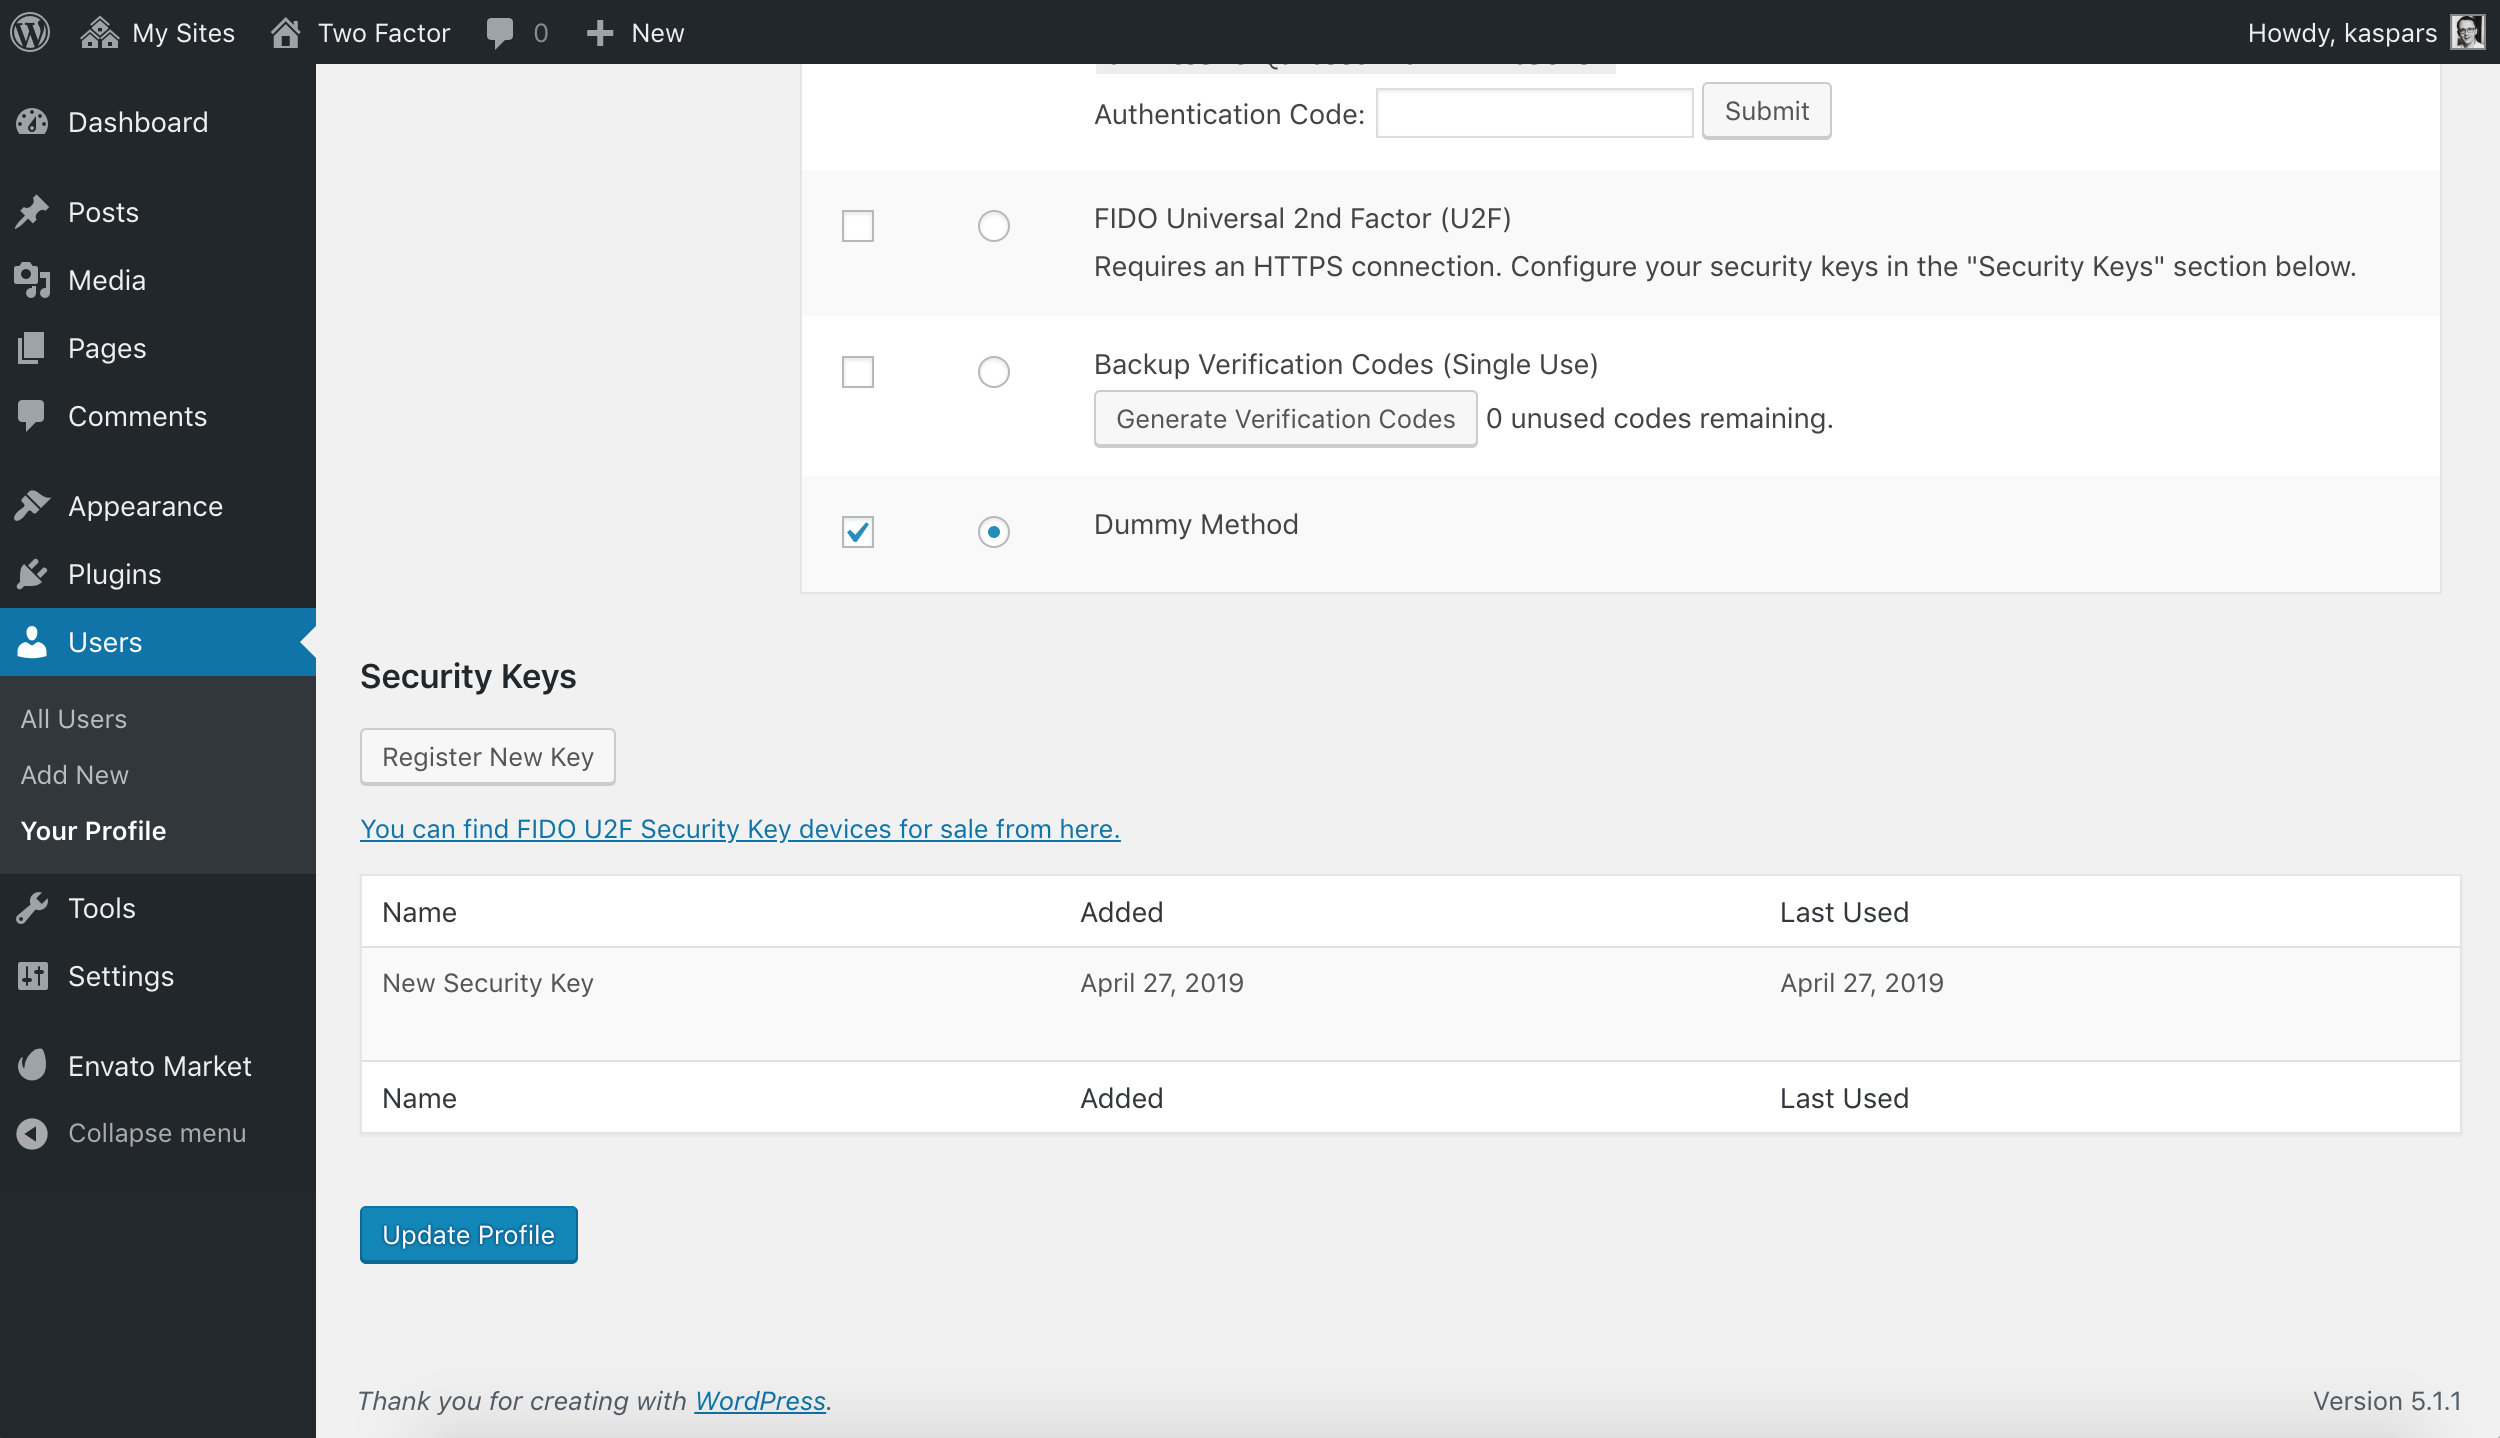 My Sites
Two Factor
0
New
Howdy, kaspars
Dashboard
Posts
Media
Pages
Comments
Appearance
Plugins
Users
All Users
Add New
Your Profile
Tools
Settings
Envato Market
Collapse menu
Authentication Code:
Submit
FIDO Universal 2nd Factor (U2F)
Requires an HTTPS connection. Configure your security keys in the "Security Keys" section below.
Backup Verification Codes (Single Use)
Generate Verification Codes 0 unused codes remaining.
Dummy Method
Security Keys
Register New Key
You can find FIDO U2F Security Key devices for sale from here.
Name Added Last Used
New Security Key April 27, 2019 April 27, 2019
Name Added Last Used
Update Profile
Thank you for creating with WordPress.
Version 5.1.1